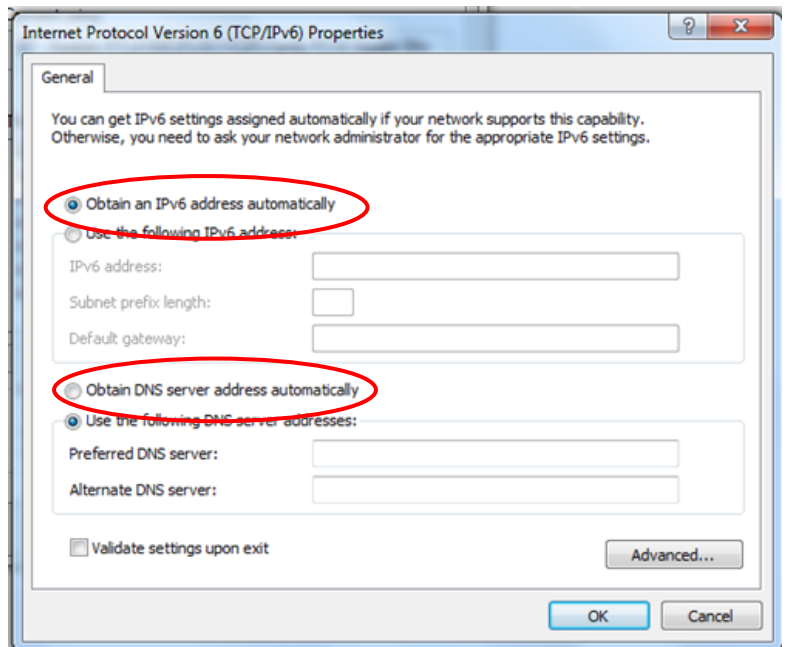 Internet Protocol Version 6 (TCP/IPv6) Properties
General
You can get IPv6 settings assigned automatically if your network supports this capability.
Otherwise, you need to ask your network administrator for the appropriate IPv6 settings.
Obtain an IPv6 address automatically
Use the following IPv6 address:
IPv6 address:
Subnet prefix length:
Default gateway:
Obtain DNS server address automatically
Use the following DNS server addresses:
Preferred DNS server:
Alternate DNS server:
Validate settings upon exit
Advanced...
OK Cancel